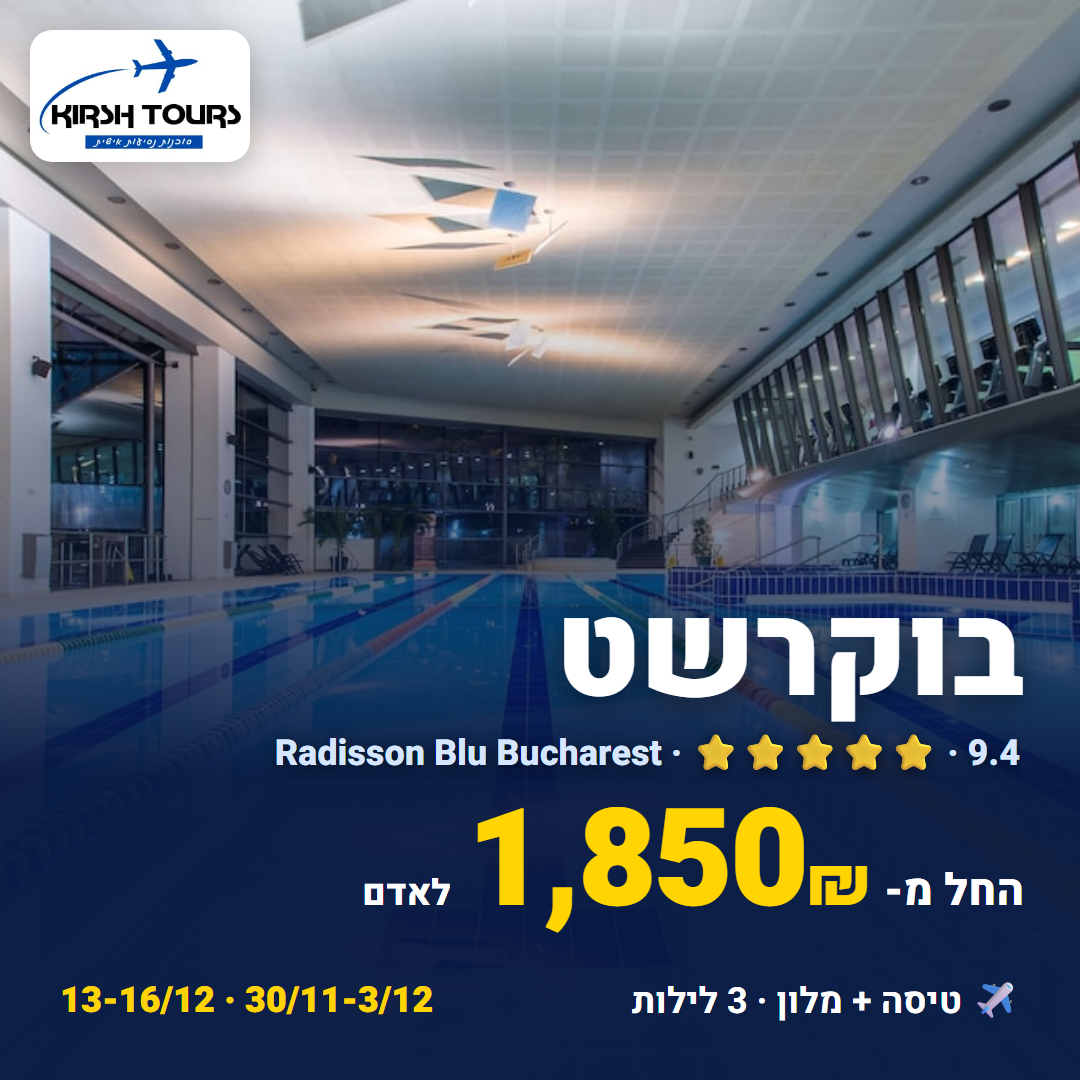 KIRSH TOURS
סוכנות נסיעות אישית
בוקרשט
9.4 · ⭐⭐⭐⭐⭐ · Radisson Blu Bucharest
החל מ- ₪1,850 לאדם
✈️ טיסה + מלון · 3 לילות
13-16/12 · 30/11-3/12